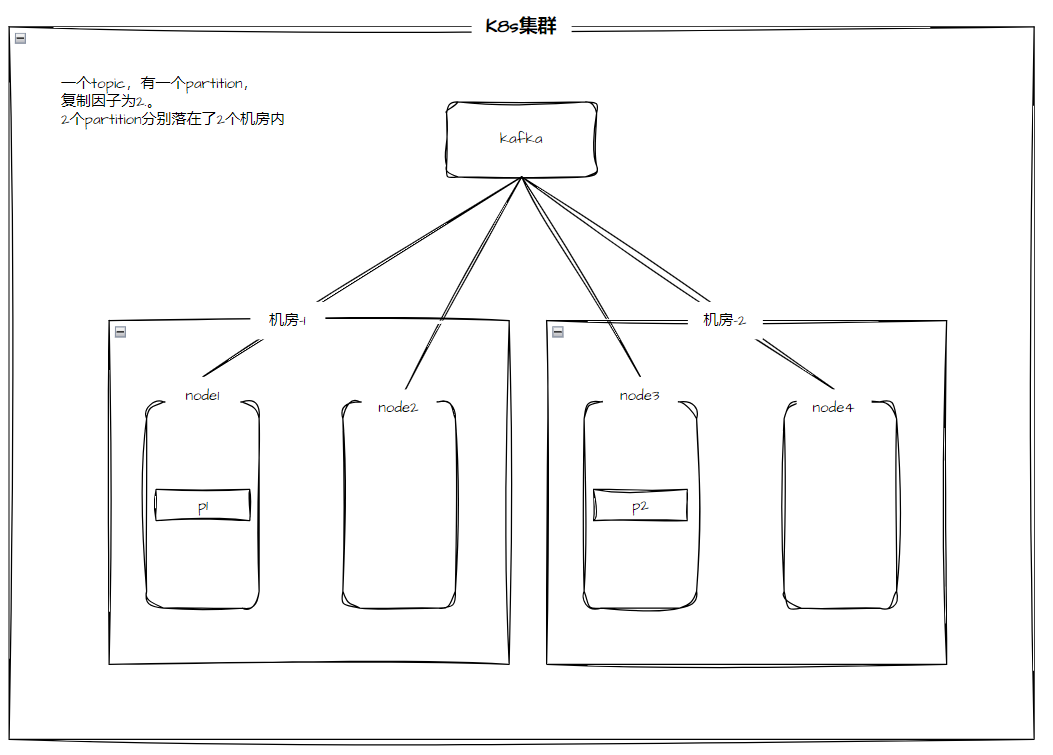 K8s集群
一个topic，有一个partition，
复制因子为2。
2个partition分别落在了2个机房内
kafka
机房-1
机房-2
node1
node2
node3
node4
p1
p2